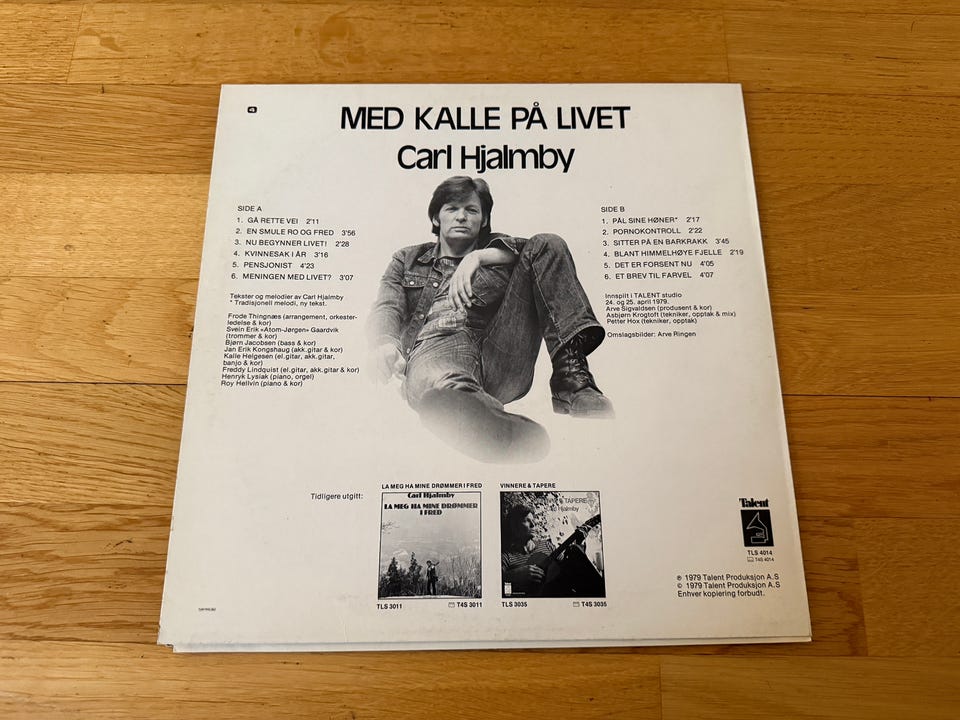 4
MED KALLE PÅ LIVET
Carl Hjalmby
SIDE A
1. GÅ RETTE VEI 2'11
2. EN SMULE RO OG FRED 3'56
3. NU BEGYNNER LIVET! 2'28
4. KVINNESAK I ÅR 3'16
5. PENSJONIST 4'23
6. MENINGEN MED LIVET? 3'07
Tekster og melodier av Carl Hjalmby
* Tradisjonell melodi, ny tekst.
Frode Thingnæs (arrangement, orkester-
ledelse & kor)
Svein Erik «Atom-Jørgen» Gaardvik
(trommer & kor)
Bjørn Jacobsen (bass & kor)
Jan Erik Kongshaug (akk.gitar & kor)
Kalle Helgesen (el.gitar, akk.gitar,
banjo & kor)
Freddy Lindquist (el.gitar, akk.gitar & kor)
Henryk Lysiak (piano, orgel)
Roy Hellvin (piano & kor)
SIDE B
1. PÅL SINE HØNER* 2'17
2. PORNOKONTROLL 2'22
3. SITTER PÅ EN BARKRAKK 3'45
4. BLANT HIMMELHØYE FJELLE 2'19
5. DET ER FORSENT NU 4'05
6. ET BREV TIL FARVEL 4'07
Innspilt i TALENT studio
24. og 25. april 1979.
Arve Sigvaldsen (produsent & kor)
Asbjørn Krogtoft (tekniker, opptak & mix)
Petter Hox (tekniker, opptak)
Omslagsbilder: Arve Ringen
Tidligere utgitt:
LA MEG HA MINE DRØMMER I FRED
Carl Hjalmby
LA MEG HA MINE DRØMMER
I FRED
TLS 3011 T4S 3011
VINNERE & TAPERE
VINNERE & TAPERE
Carl Hjalmby
TLS 3035 T4S 3035
Talent
TLS 4014
T4S 4014
℗ 1979 Talent Produksjon A.S
© 1979 Talent Produksjon A.S
Enhver kopiering forbudt.